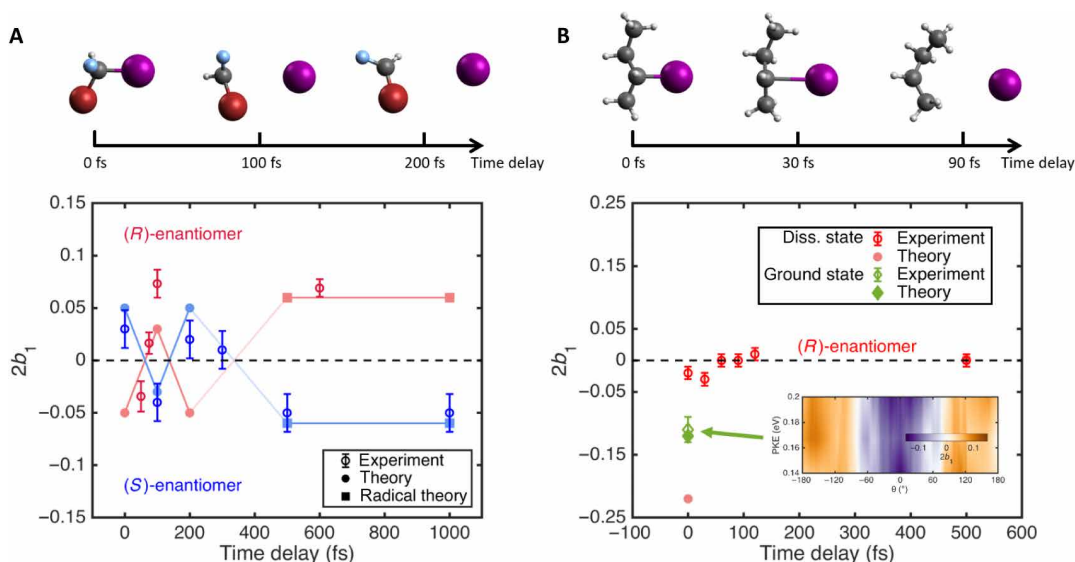 A
0 fs
100 fs
200 fs
Time delay
0.15
0.1
0.05
0
−0.05
−0.1
−0.15
2b₁
(R)-enantiomer
(S)-enantiomer
Experiment
Theory
Radical theory
0
200
400
600
800
1000
Time delay (fs)
B
0 fs
30 fs
90 fs
Time delay
0.25
0.15
0.05
0
−0.05
−0.15
−0.25
2b₁
Diss. state
Experiment
Theory
Ground state
Experiment
Theory
(R)-enantiomer
0.2
0.18
0.16
0.14
PKE (eV)
−0.1
0
0.1
2b₁
−180
−120
−60
0
60
120
180
θ (°)
−100
0
100
200
300
400
500
600
Time delay (fs)